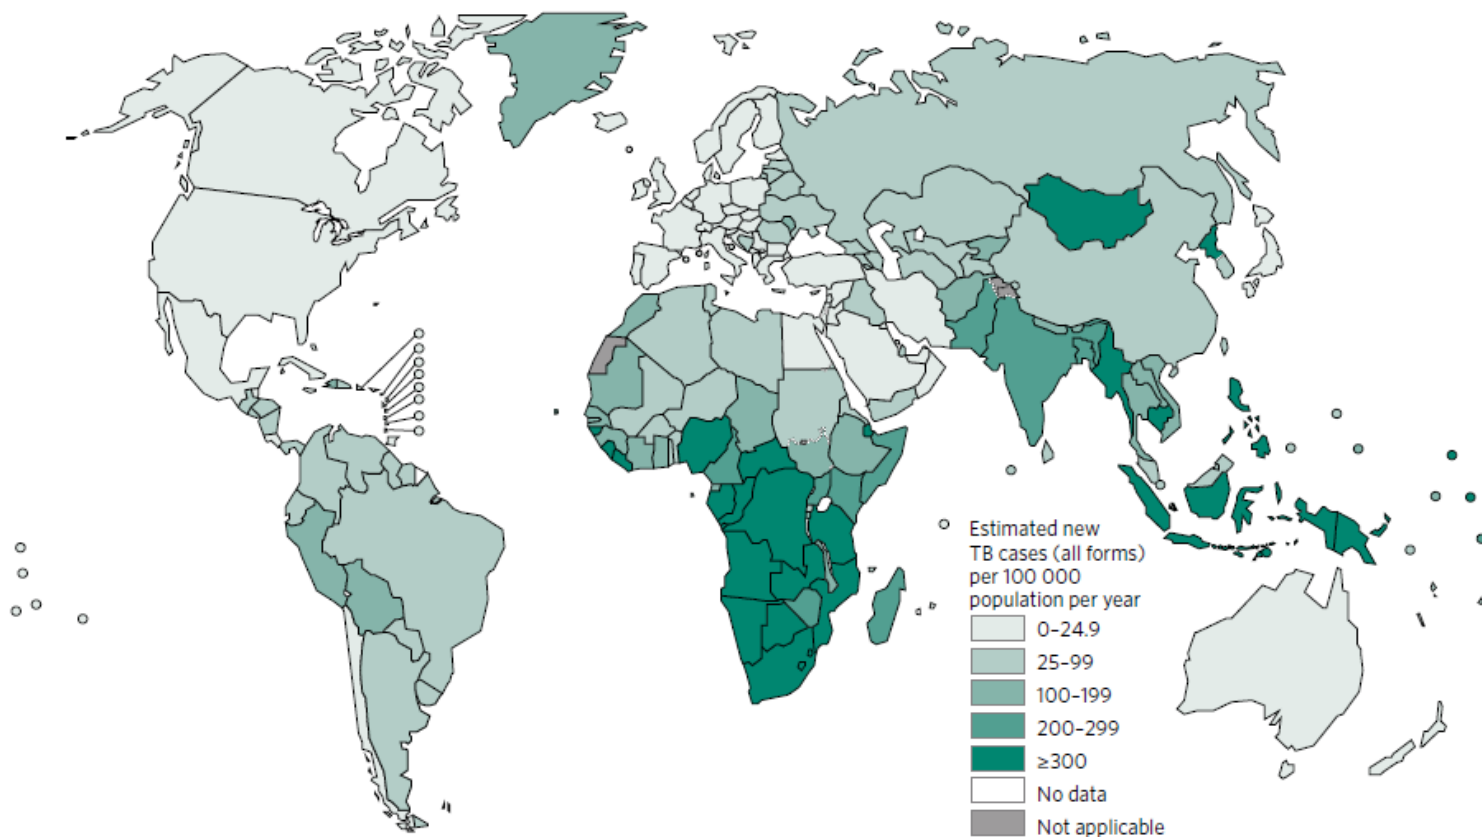 Estimated new
TB cases (all forms)
per 100 000
population per year
0–24.9
25–99
100–199
200–299
≥300
No data
Not applicable